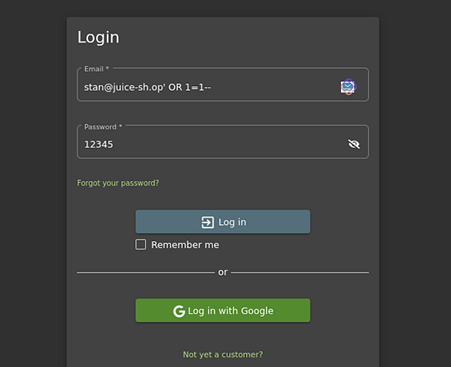 Login
Email *
stan@juice-sh.op' OR 1=1--
Password *
12345
Forgot your password?
Log in
Remember me
or
Log in with Google
Not yet a customer?